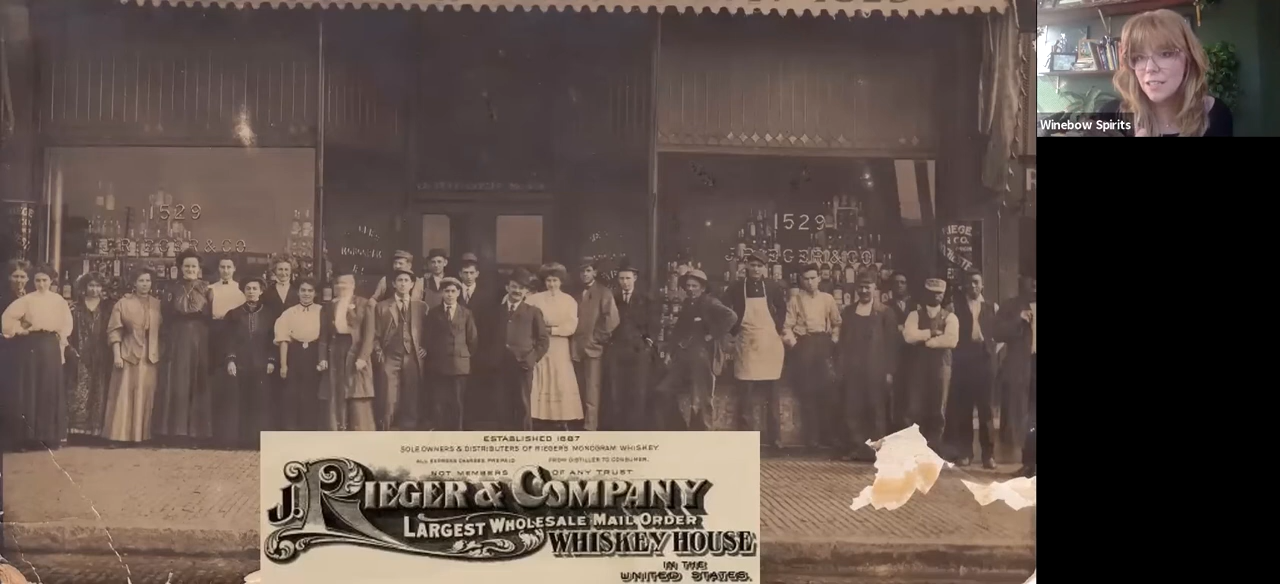 Winebow Spirits
1529
J.RIEGER & CO.
1529
J.RIEGER & CO
IEGE
& CO.
ESTABLISHED 1887
SOLE OWNERS & DISTRIBUTERS OF RIEGER'S MONOGRAM WHISKEY
ALL EXPRESS CHARGES PREPAID FROM DISTILLER TO CONSUMER.
NOT MEMBERS OF ANY TRUST
J. RIEGER & COMPANY
LARGEST WHOLESALE MAIL ORDER
WHISKEY HOUSE
IN THE
UNITED STATES.